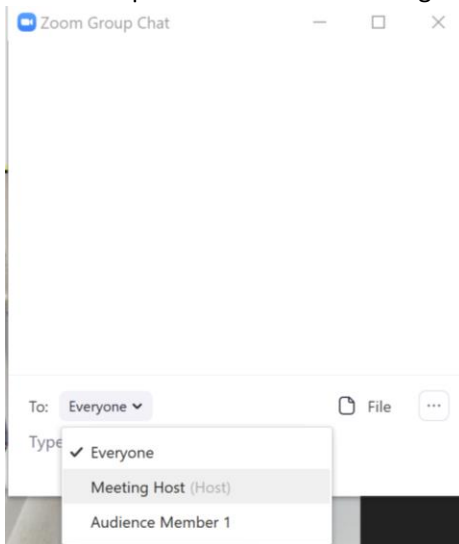 Zoom Group Chat
To: Everyone File ...
Type
Everyone
Meeting Host (Host)
Audience Member 1